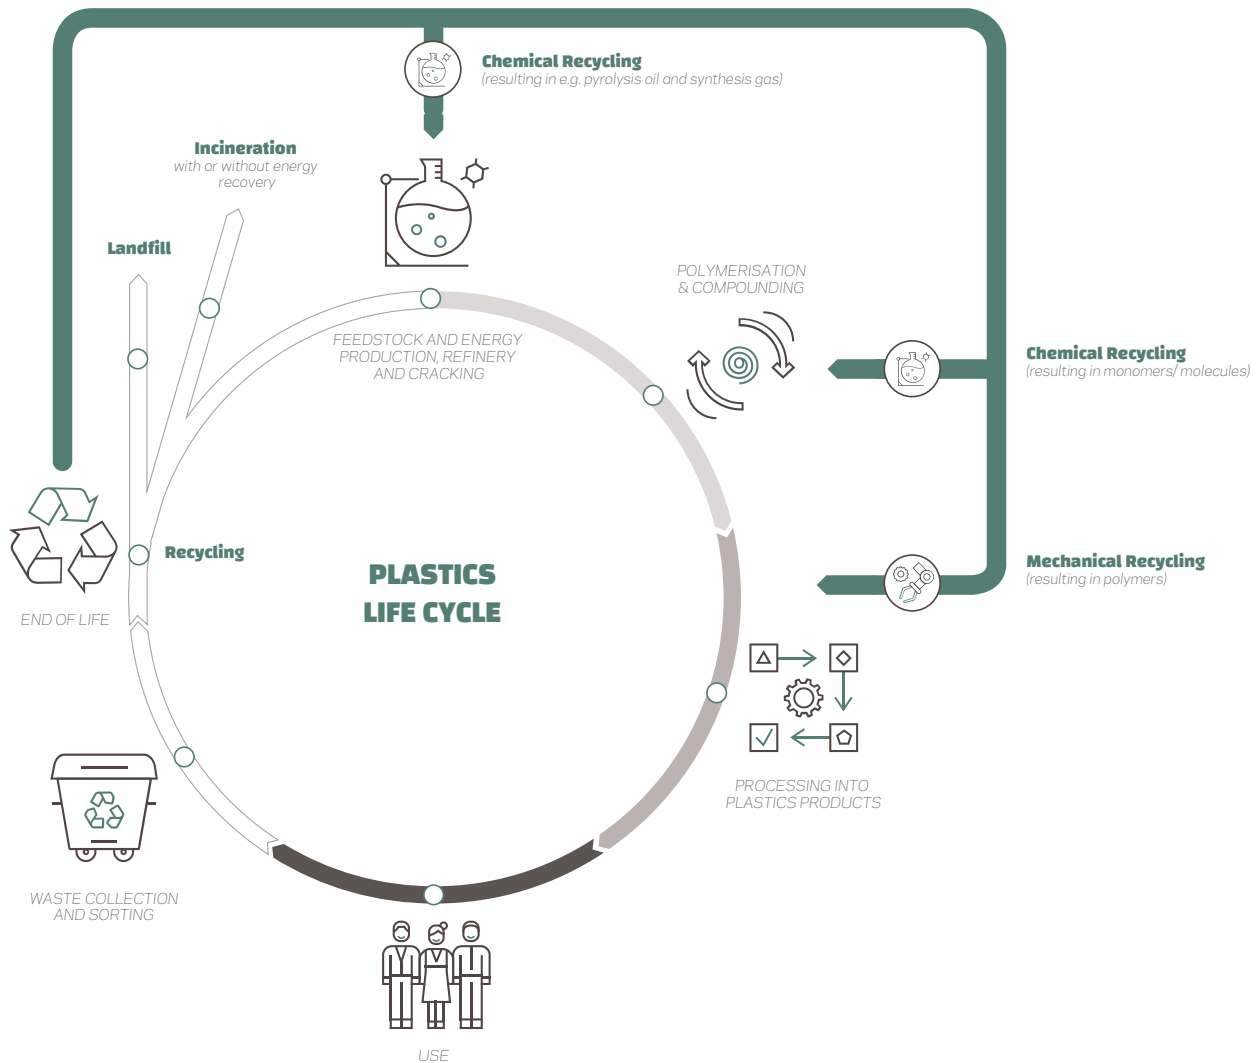 Chemical Recycling
(resulting in e.g. pyrolysis oil and synthesis gas)
Incineration
with or without energy
recovery
Landfill
POLYMERISATION
& COMPOUNDING
FEEDSTOCK AND ENERGY
PRODUCTION, REFINERY
AND CRACKING
Chemical Recycling
(resulting in monomers/ molecules)
Recycling
Mechanical Recycling
(resulting in polymers)
PLASTICS
LIFE CYCLE
END OF LIFE
PROCESSING INTO
PLASTICS PRODUCTS
WASTE COLLECTION
AND SORTING
USE